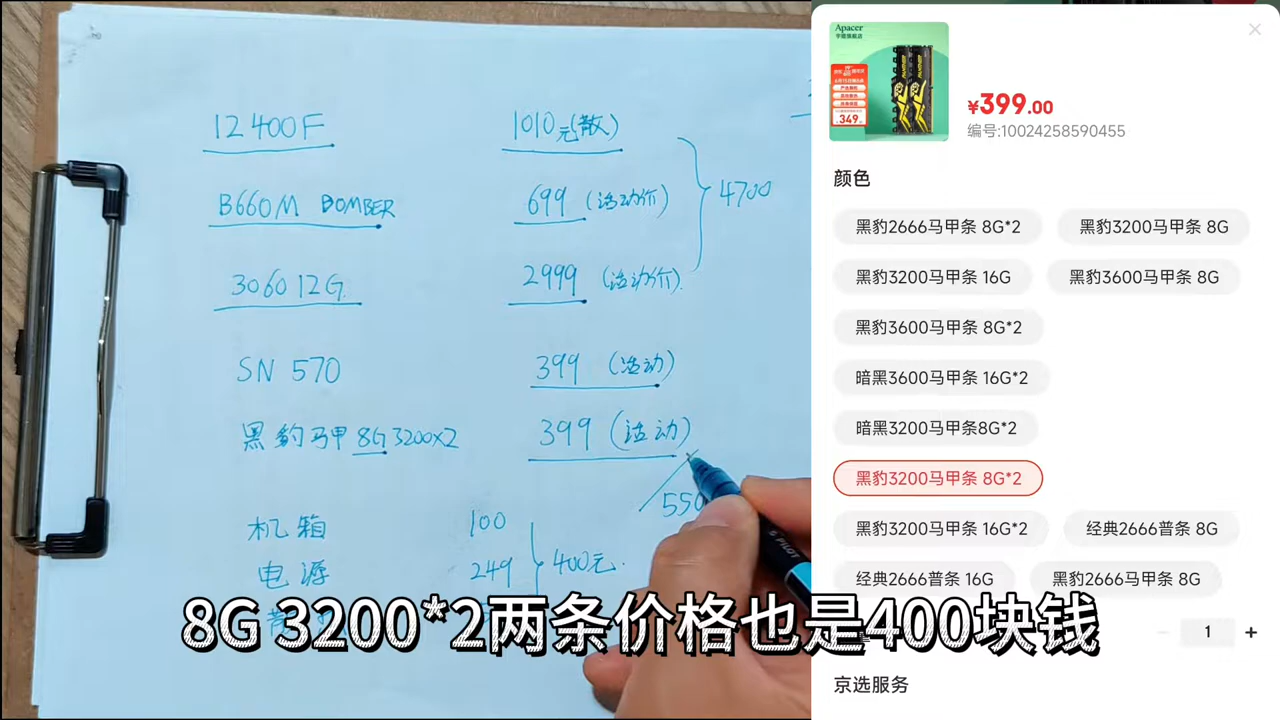 12400F 1010元(散)
B660M BOMBER 699 (活动价) 4700
3060 12G 2999 (活动价)
SN 570 399 (活动)
黑豹马甲 8G 3200×2 399 (活动)
550
机箱 100
电源 249 400元.
8G 3200*2两条价格也是400块钱
Apacer
349
×
¥399.00
编号:10024258590455
颜色
黑豹2666马甲条 8G*2
黑豹3200马甲条 8G
黑豹3200马甲条 16G
黑豹3600马甲条 8G
黑豹3600马甲条 8G*2
暗黑3600马甲条 16G*2
暗黑3200马甲条8G*2
黑豹3200马甲条 8G*2
黑豹3200马甲条 16G*2
经典2666普条 8G
经典2666普条 16G
黑豹2666马甲条 8G
1 +
京选服务
PILOT